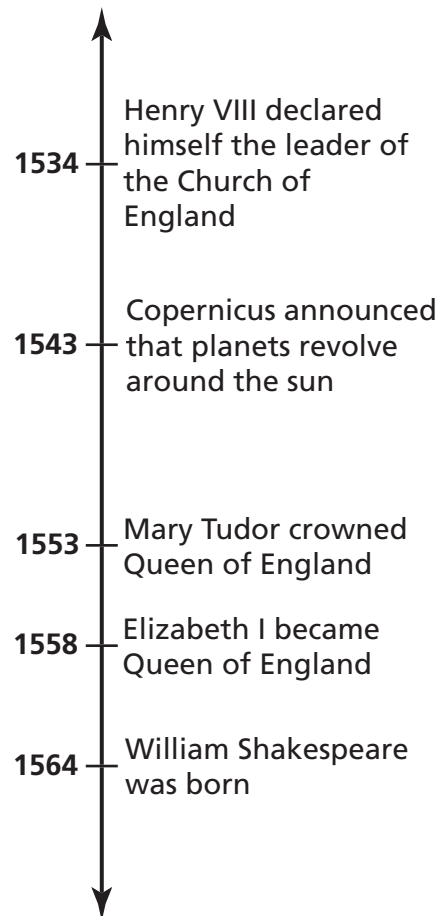 Henry VIII declared
himself the leader of
1534
the Church of
England
Copernicus announced
1543
that planets revolve
around the sun
Mary Tudor crowned
1553
Queen of England
Elizabeth I became
1558
Queen of England
William Shakespeare
1564
was born